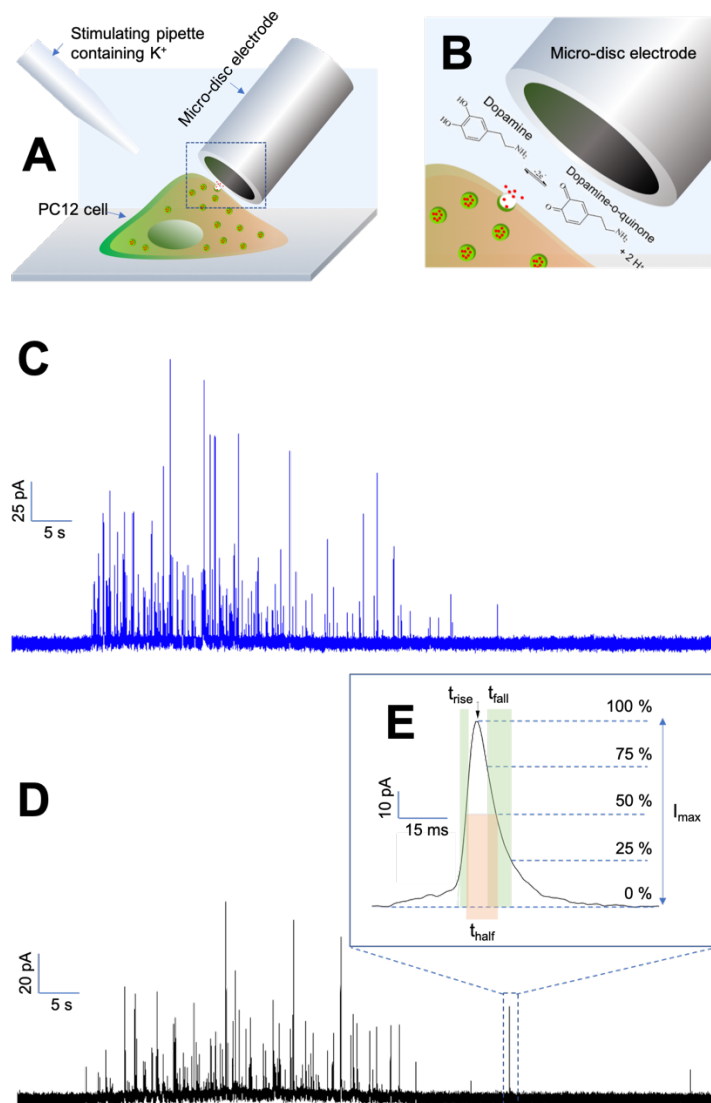 Stimulating pipette
containing K⁺
Micro-disc electrode
A
PC12 cell
B
Micro-disc electrode
HO
HO
Dopamine
NH₂
-2e⁻
Dopamine-o-quinone
O
O
NH₂
+ 2 H⁺
C
25 pA
5 s
E
t_rise
t_fall
100 %
75 %
50 %
25 %
0 %
I_max
10 pA
15 ms
t_half
D
20 pA
5 s